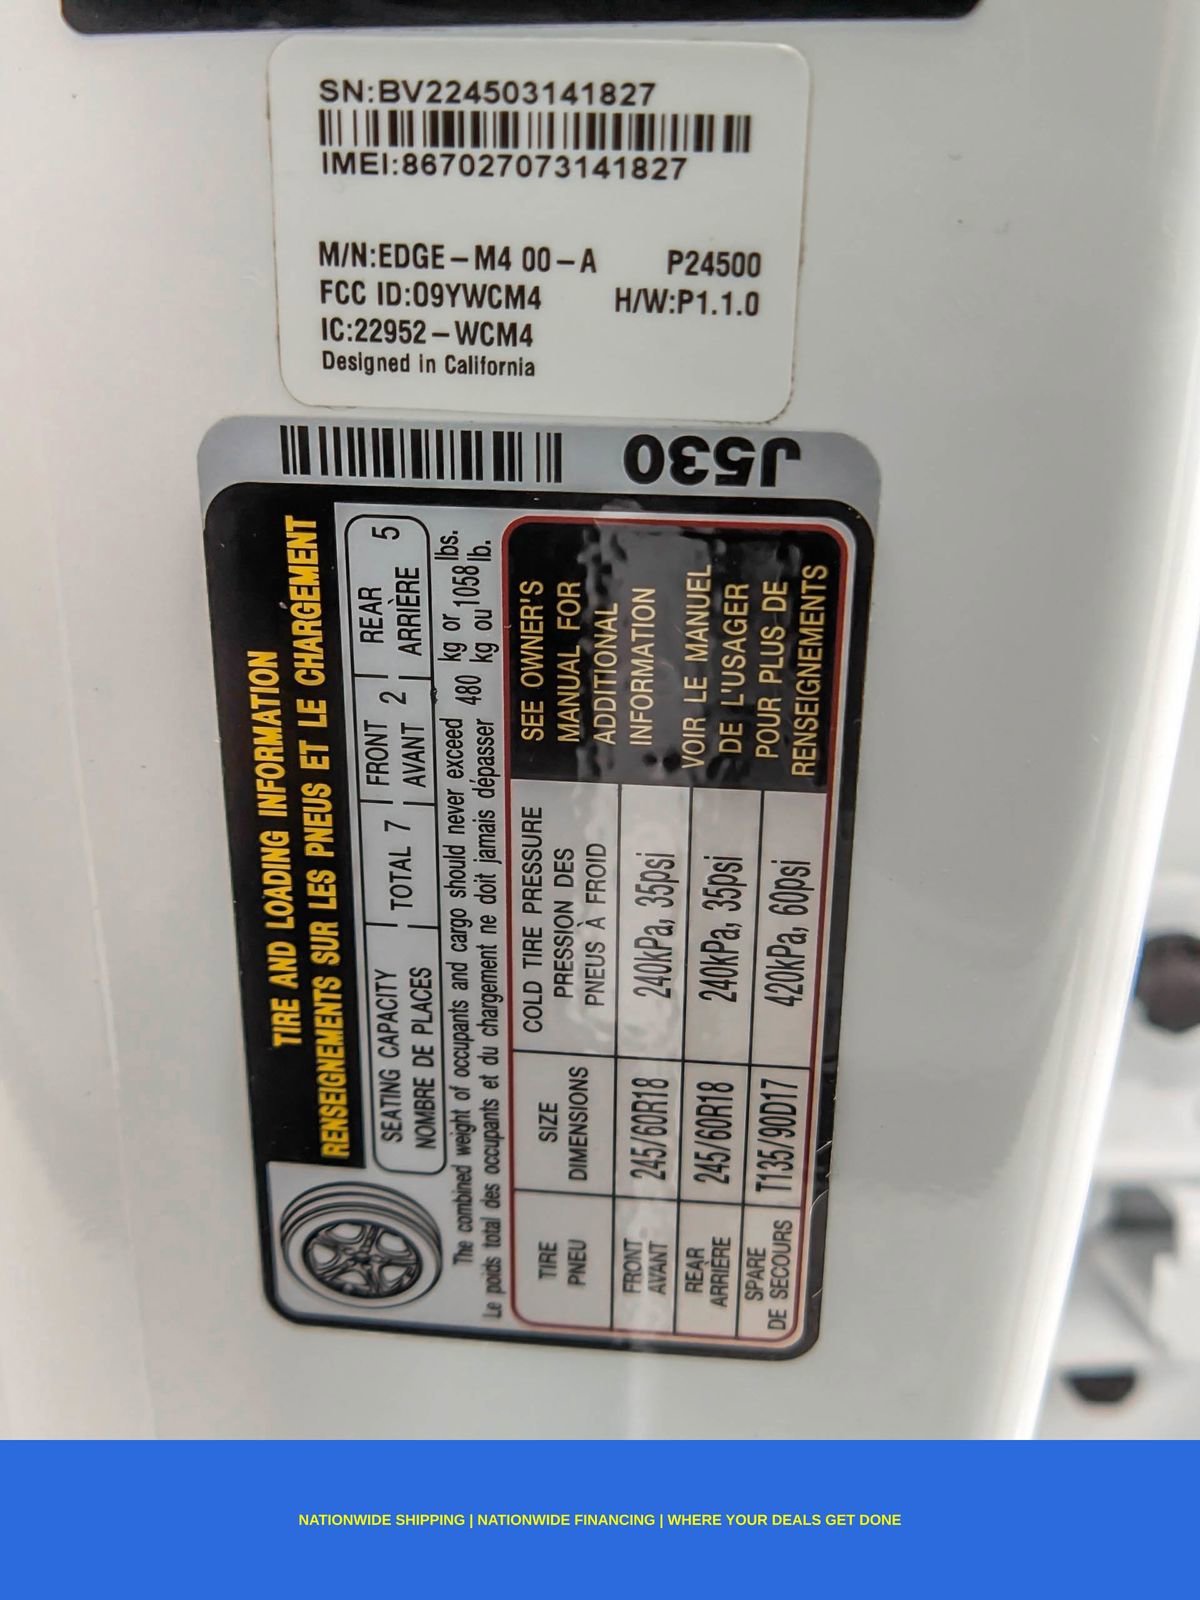 SN:BV224503141827
IMEI:867027073141827
M/N:EDGE-M4 00-A P24500
FCC ID:O9YWCM4 H/W:P1.1.0
IC:22952-WCM4
Designed in California
J530
TIRE AND LOADING INFORMATION
RENSEIGNEMENTS SUR LES PNEUS ET LE CHARGEMENT
SEATING CAPACITY TOTAL 7 FRONT 2 REAR 5
NOMBRE DE PLACES AVANT ARRIÈRE
The combined weight of occupants and cargo should never exceed 480 kg or 1058 lbs.
Le poids total des occupants et du chargement ne doit jamais dépasser kg ou lb.
TIRE SIZE COLD TIRE PRESSURE
PNEU DIMENSIONS PRESSION DES
PNEUS À FROID
FRONT 245/60R18 240kPa, 35psi
AVANT
REAR 245/60R18 240kPa, 35psi
ARRIÈRE
SPARE T135/90D17 420kPa, 60psi
DE SECOURS
SEE OWNER'S
MANUAL FOR
ADDITIONAL
INFORMATION
VOIR LE MANUEL
DE L'USAGER
POUR PLUS DE
RENSEIGNEMENTS
NATIONWIDE SHIPPING | NATIONWIDE FINANCING | WHERE YOUR DEALS GET DONE